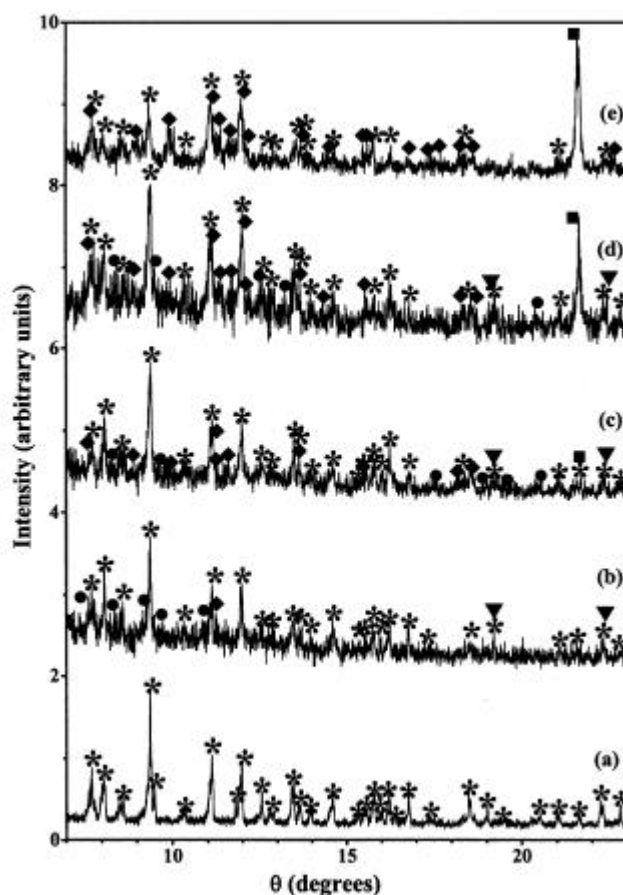 10
(e)
8
(d)
6
(c)
4
(b)
2
(a)
0
10
15
20
Intensity (arbitrary units)
θ (degrees)